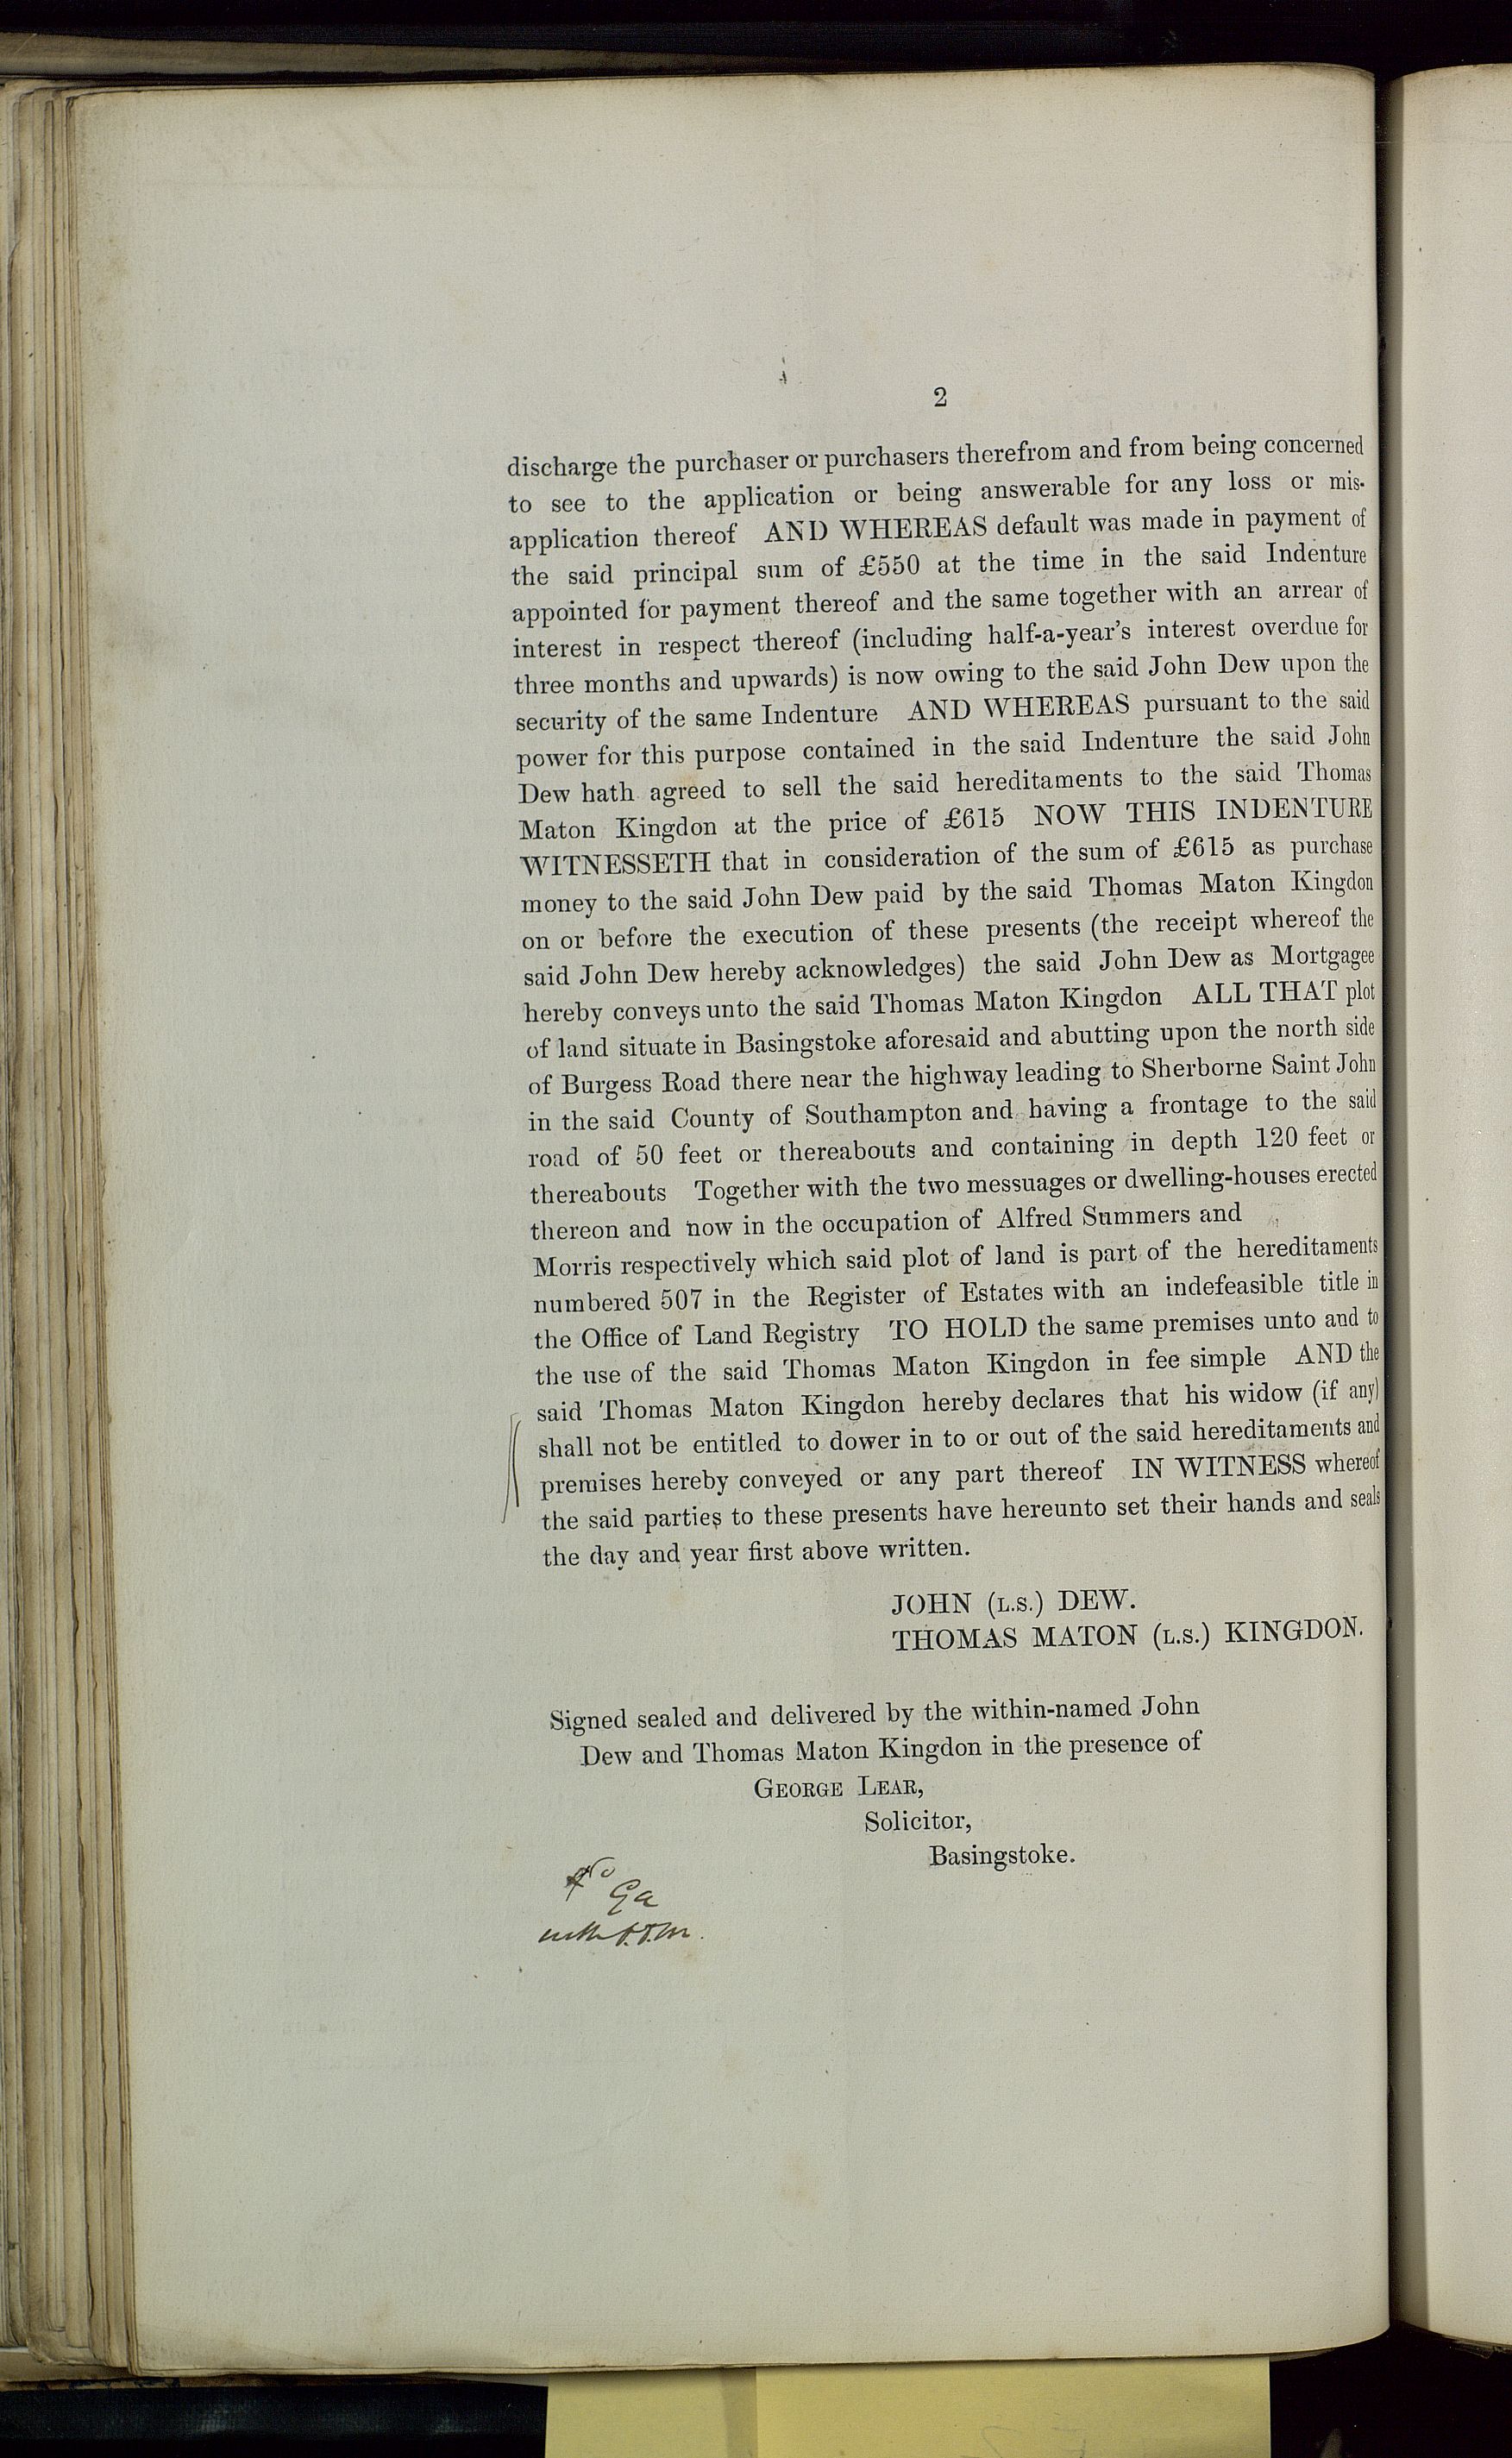 2
discharge the purchaser or purchasers therefrom and from being concerned
to see to the application or being answerable for any loss or mis-
application thereof AND WHEREAS default was made in payment of
the said principal sum of £550 at the time in the said Indenture
appointed for payment thereof and the same together with an arrear of
interest in respect thereof (including half-a-year's interest overdue for
three months and upwards) is now owing to the said John Dew upon the
security of the same Indenture AND WHEREAS pursuant to the said
power for this purpose contained in the said Indenture the said John
Dew hath agreed to sell the said hereditaments to the said Thomas
Maton Kingdon at the price of £615 NOW THIS INDENTURE
WITNESSETH that in consideration of the sum of £615 as purchase
money to the said John Dew paid by the said Thomas Maton Kingdon
on or before the execution of these presents (the receipt whereof the
said John Dew hereby acknowledges) the said John Dew as Mortgagee
hereby conveys unto the said Thomas Maton Kingdon ALL THAT plot
of land situate in Basingstoke aforesaid and abutting upon the north side
of Burgess Road there near the highway leading to Sherborne Saint John
in the said County of Southampton and having a frontage to the said
road of 50 feet or thereabouts and containing in depth 120 feet or
thereabouts Together with the two messuages or dwelling-houses erected
thereon and now in the occupation of Alfred Summers and
Morris respectively which said plot of land is part of the hereditaments
numbered 507 in the Register of Estates with an indefeasible title in
the Office of Land Registry TO HOLD the same premises unto and to
the use of the said Thomas Maton Kingdon in fee simple AND the
said Thomas Maton Kingdon hereby declares that his widow (if any)
shall not be entitled to dower in to or out of the said hereditaments and
premises hereby conveyed or any part thereof IN WITNESS whereof
the said parties to these presents have hereunto set their hands and seals
the day and year first above written.
JOHN (L.S.) DEW.
THOMAS MATON (L.S.) KINGDON.
Signed sealed and delivered by the within-named John
Dew and Thomas Maton Kingdon in the presence of
GEORGE LEAR,
Solicitor,
Basingstoke.